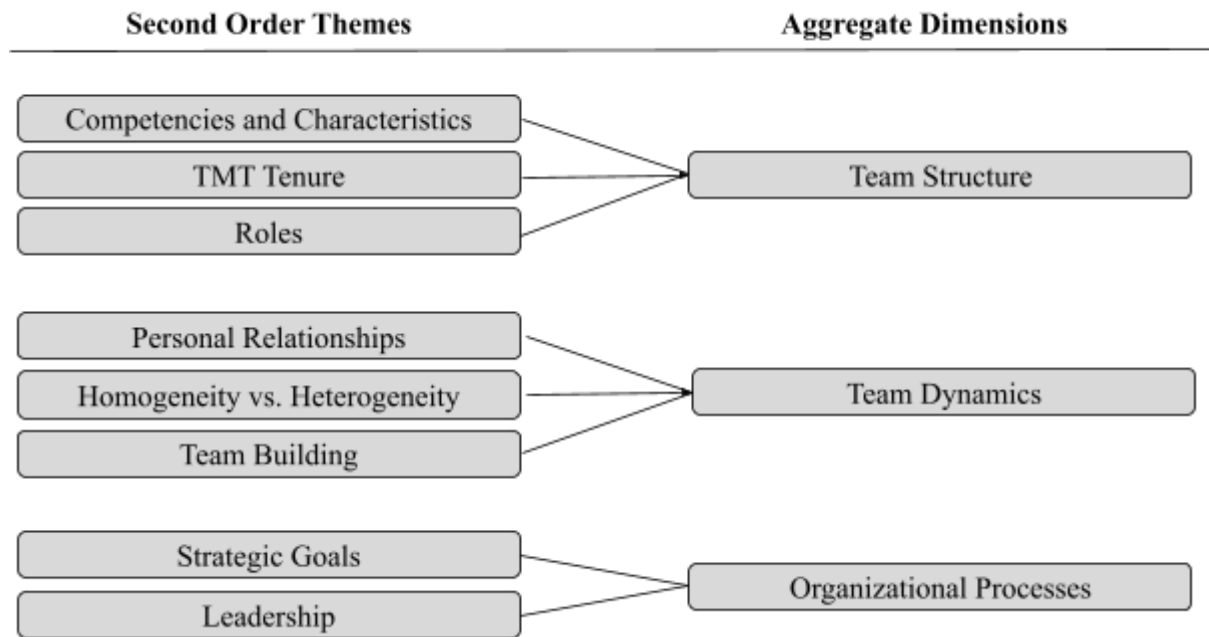 Second Order Themes
Aggregate Dimensions
Competencies and Characteristics
TMT Tenure
Roles
Team Structure
Personal Relationships
Homogeneity vs. Heterogeneity
Team Building
Team Dynamics
Strategic Goals
Leadership
Organizational Processes